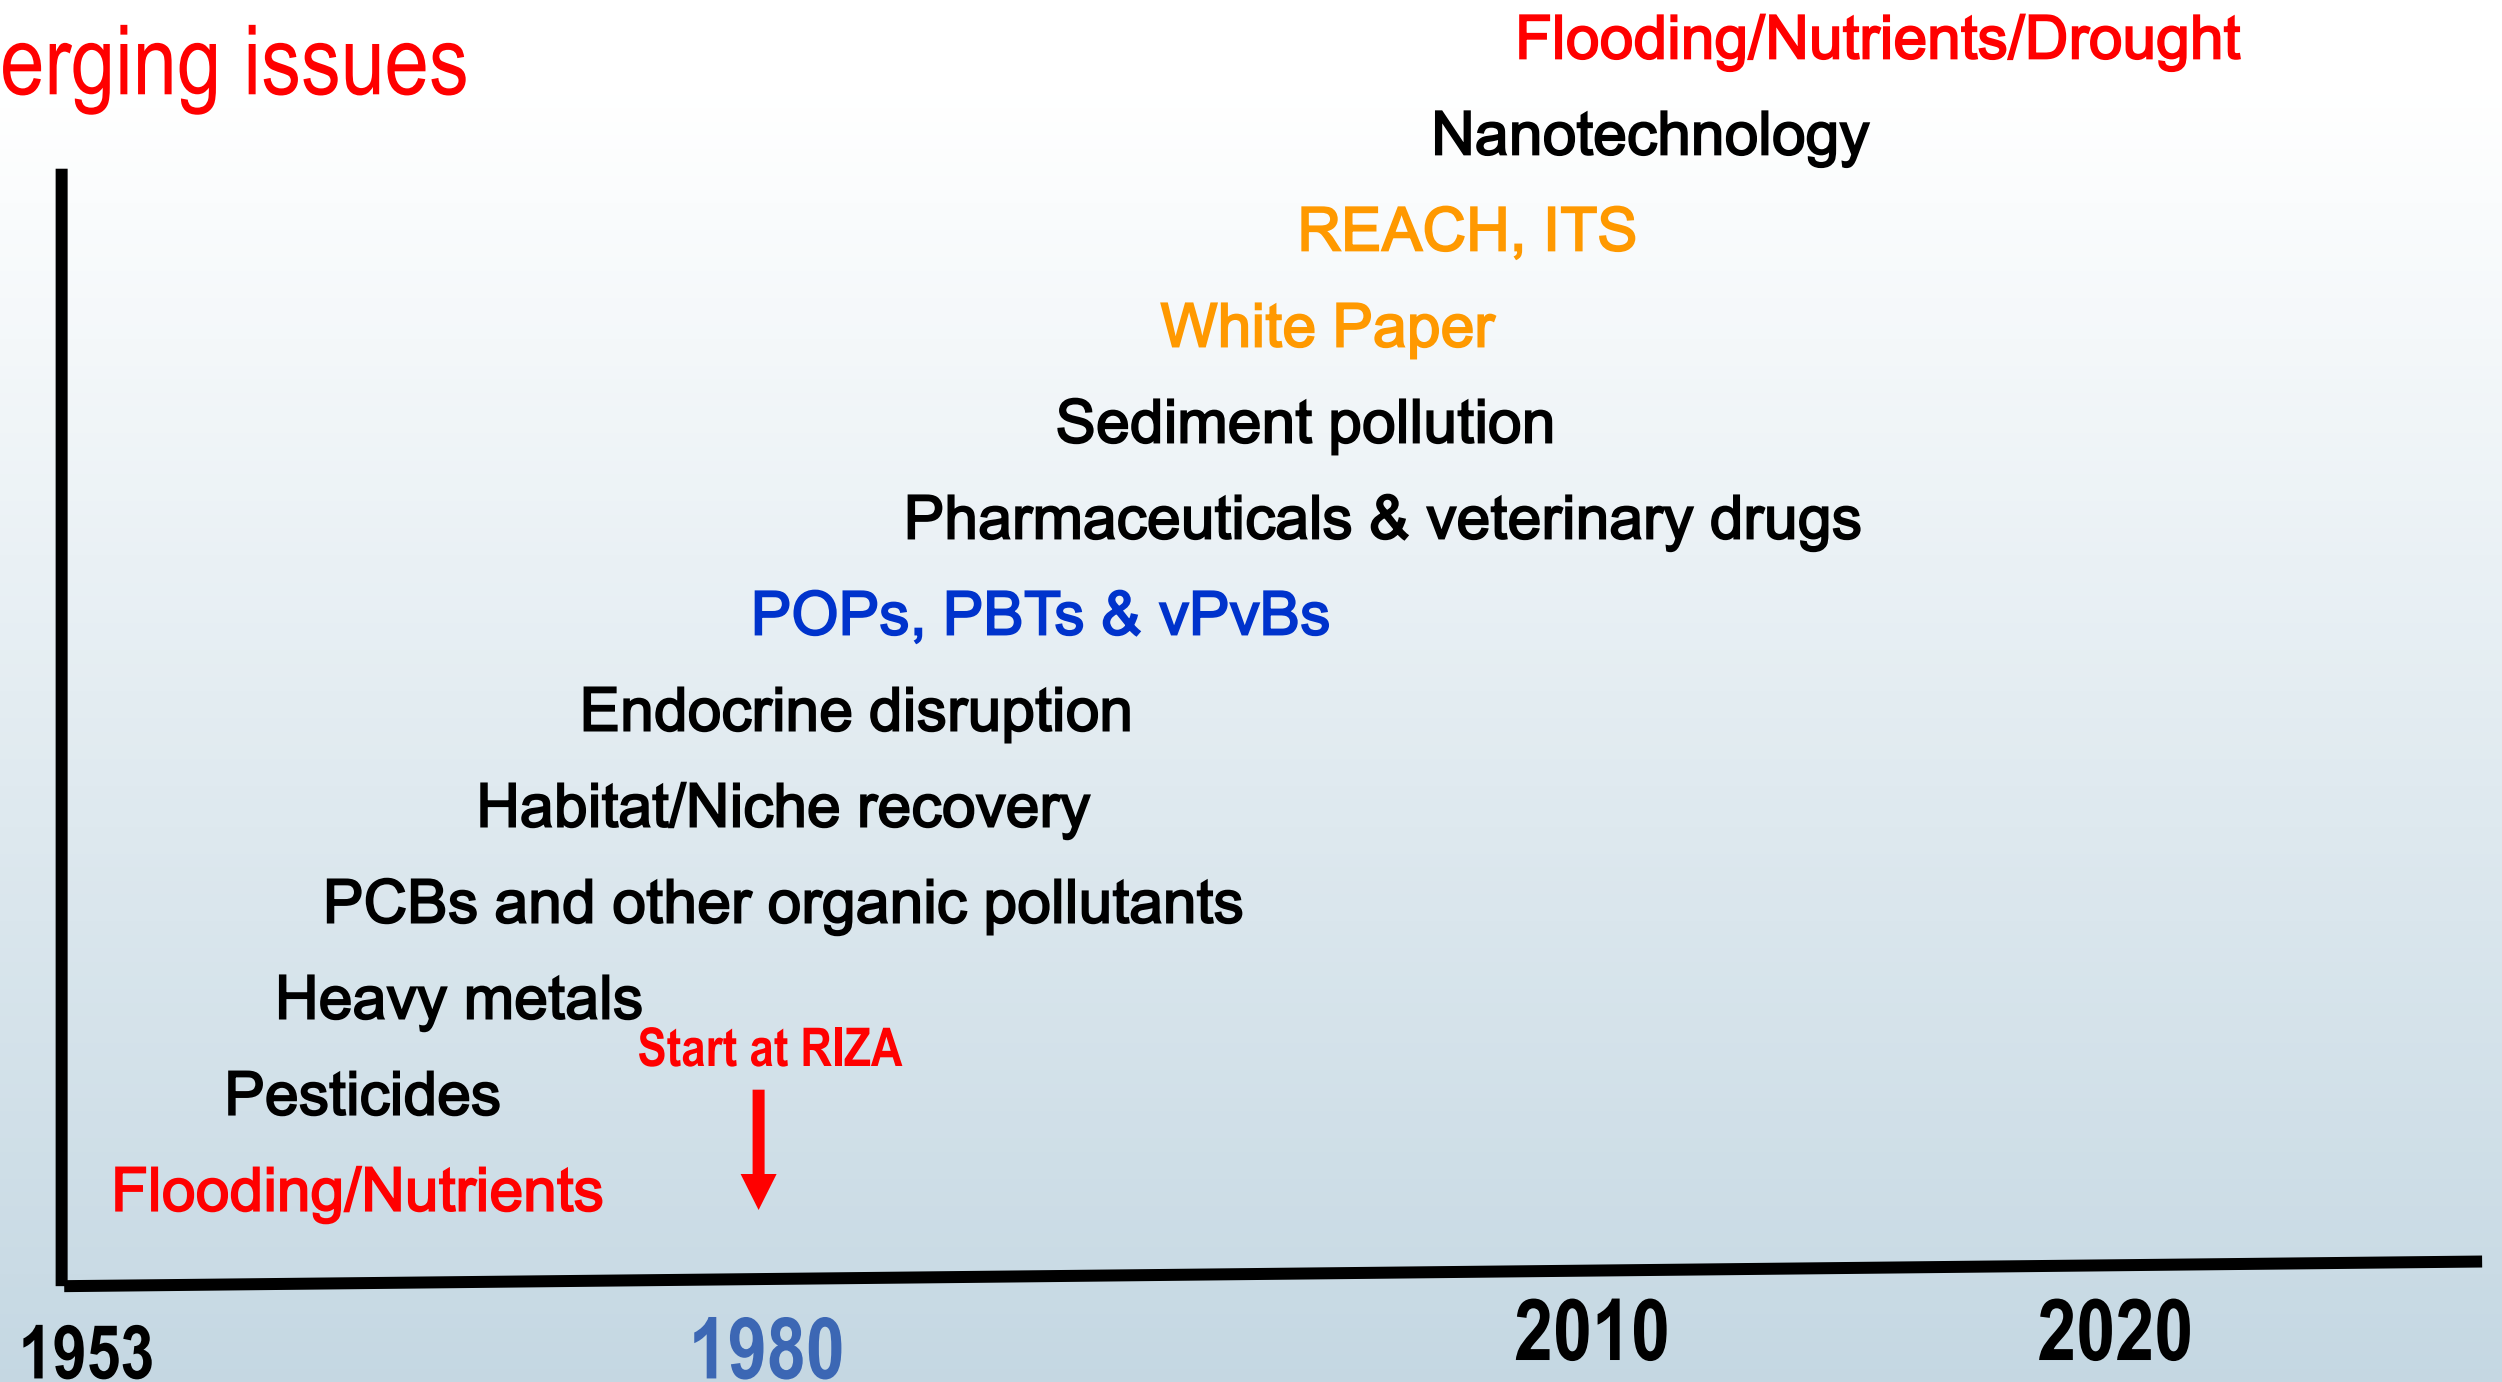 erging issues
Flooding/Nutrients/Drought
Nanotechnology
REACH, ITS
White Paper
Sediment pollution
Pharmaceuticals & veterinary drugs
POPs, PBTs & vPvBs
Endocrine disruption
Habitat/Niche recovery
PCBs and other organic pollutants
Heavy metals
Start at RIZA
Pesticides
Flooding/Nutrients
1953 1980 2010 2020